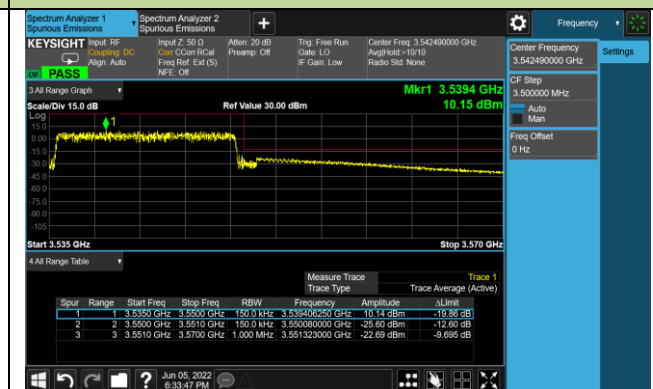 Spectrum Analyzer 1
Spurious Emissions
Spectrum Analyzer 2
Spurious Emissions
+
Frequency
KEYSIGHT
Input: RF
Coupling: DC
Align: Auto
Input Z: 50 Ω
Corr CCorr RCal
Freq Ref: Ext (S)
NFE: Off
Atten: 20 dB
Preamp: Off
Trig: Free Run
Gate: LO
IF Gain: Low
Center Freq: 3.542490000 GHz
Avg|Hold:>10/10
Radio Std: None
PASS
3 All Range Graph
Mkr1 3.5394 GHz
10.15 dBm
Scale/Div 15.0 dB
Ref Value 30.00 dBm
Log
15.0
0.00
-15.0
-30.0
-45.0
-60.0
-75.0
-90.0
-105
1
Start 3.535 GHz
Stop 3.570 GHz
4 All Range Table
Measure Trace Trace 1
Trace Type Trace Average (Active)
Spur Range Start Freq Stop Freq RBW Frequency Amplitude ΔLimit
1 1 3.5350 GHz 3.5500 GHz 150.0 kHz 3.539406250 GHz 10.14 dBm -19.86 dB
2 2 3.5500 GHz 3.5510 GHz 150.0 kHz 3.550080000 GHz -25.60 dBm -12.60 dB
3 3 3.5510 GHz 3.5700 GHz 1.000 MHz 3.551323000 GHz -22.69 dBm -9.695 dB
Jun 05, 2022
6:33:47 PM
?
Center Frequency
3.542490000 GHz
Settings
CF Step
3.500000 MHz
Auto
Man
Freq Offset
0 Hz